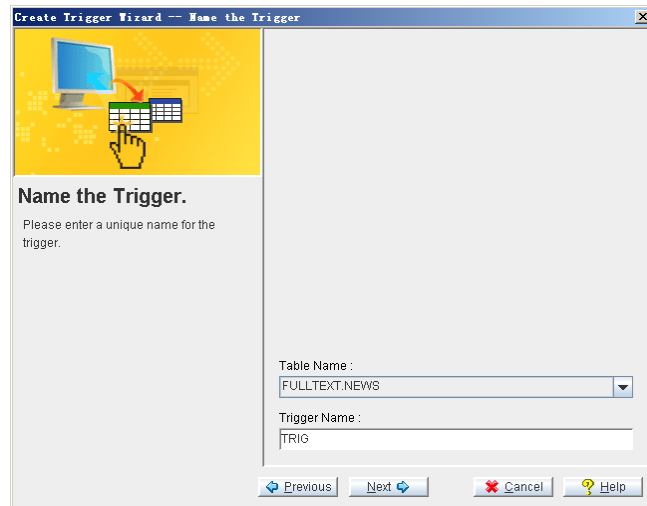 Create Trigger Wizard -- Name the Trigger
Name the Trigger.
Please enter a unique name for the
trigger.
Table Name :
FULLTEXT.NEWS
Trigger Name :
TRIG
Previous Next Cancel Help